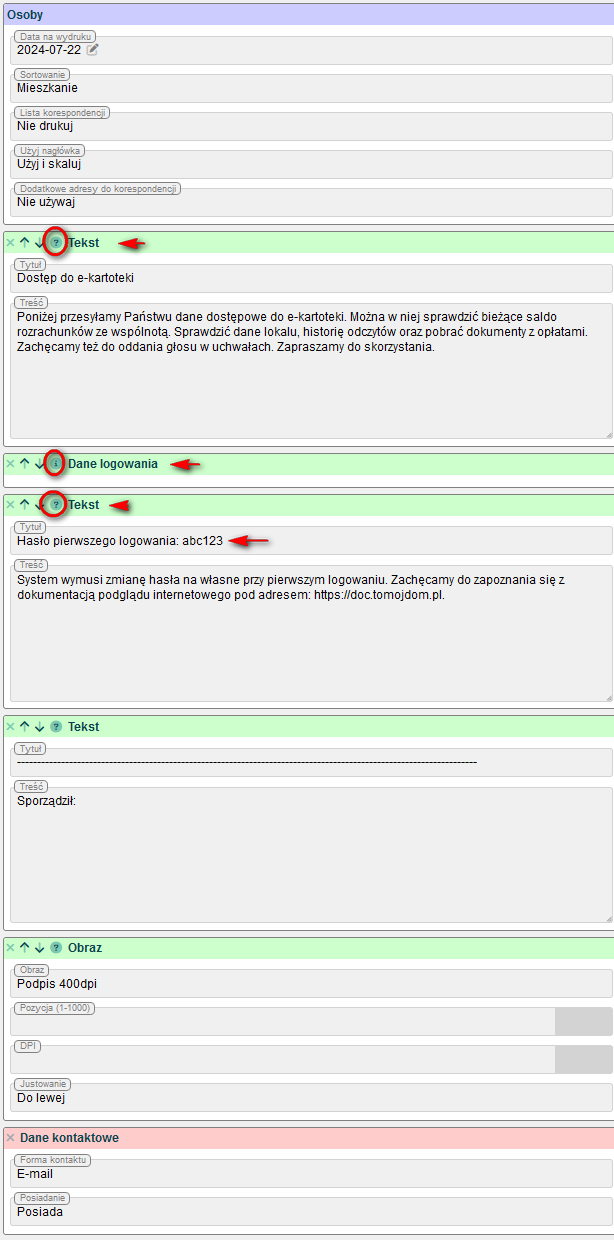 Osoby
Data na wydruku
2024-07-22
Sortowanie
Mieszkanie
Lista korespondencji
Nie drukuj
Użyj nagłówka
Użyj i skaluj
Dodatkowe adresy do korespondencji
Nie używaj
Tekst
Tytuł
Dostęp do e-kartoteki
Treść
Poniżej przesyłamy Państwu dane dostępowe do e-kartoteki. Można w niej sprawdzić bieżące saldo
rozrachunków ze wspólnotą. Sprawdzić dane lokalu, historię odczytów oraz pobrać dokumenty z opłatami.
Zachęcamy też do oddania głosu w uchwałach. Zapraszamy do skorzystania.
Dane logowania
Tekst
Tytuł
Hasło pierwszego logowania: abc123
Treść
System wymusi zmianę hasła na własne przy pierwszym logowaniu. Zachęcamy do zapoznania się z
dokumentacją podglądu internetowego pod adresem: https://doc.tomojdom.pl.
Tekst
Tytuł
--------------------------------------------------------------------------------------------------------------------
Treść
Sporządził:
Obraz
Obraz
Podpis 400dpi
Pozycja (1-1000)
DPI
Justowanie
Do lewej
Dane kontaktowe
Forma kontaktu
E-mail
Posiadanie
Posiada